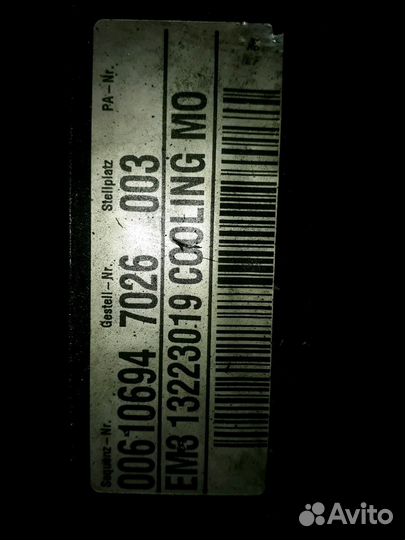 Sequenz-Nr. Gestell-Nr. Stellplatz PA-Nr.
00610694 7026 003
EM3 13223019 COOLING MO
Avito